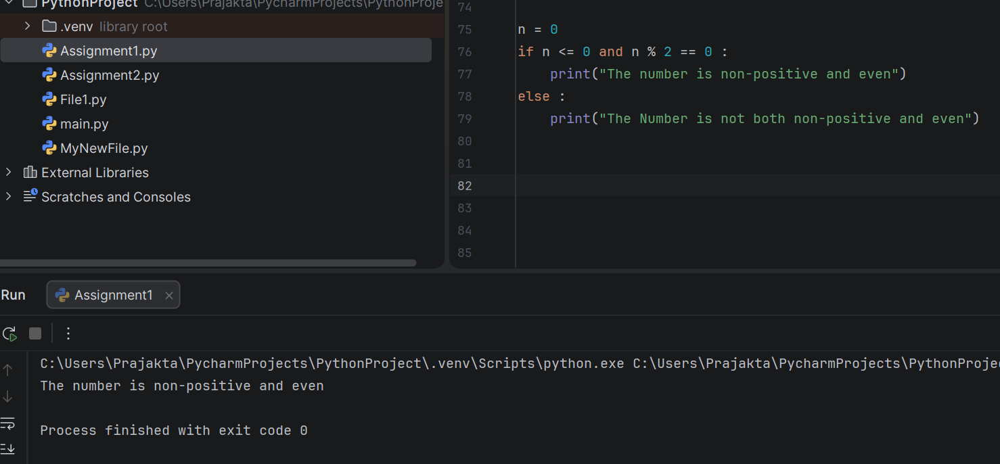 PythonProject C:\Users\Prajakta\PycharmProjects\PythonProje
.venv library root
Assignment1.py
Assignment2.py
File1.py
main.py
MyNewFile.py
External Libraries
Scratches and Consoles
74
75 n = 0
76 if n <= 0 and n % 2 == 0 :
77     print("The number is non-positive and even")
78 else :
79     print("The Number is not both non-positive and even")
80
81
82
83
84
85
Run Assignment1
C:\Users\Prajakta\PycharmProjects\PythonProject\.venv\Scripts\python.exe C:\Users\Prajakta\PycharmProjects\PythonProje
The number is non-positive and even
Process finished with exit code 0